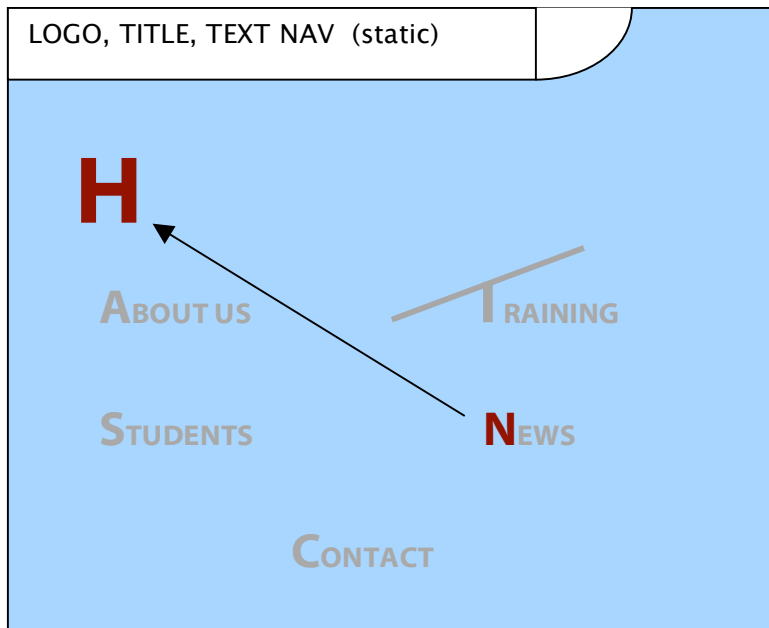 LOGO, TITLE, TEXT NAV (static)
H
ABOUT US
TRAINING
STUDENTS
NEWS
CONTACT